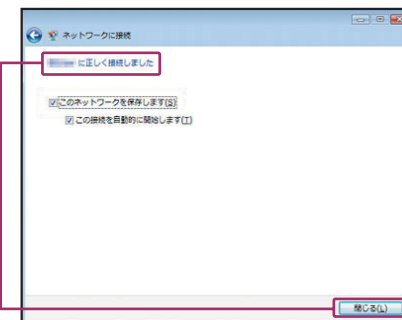 ネットワークに接続
に正しく接続しました
このネットワークを保存します(S)
この接続を自動的に開始します(T)
閉じる(L)